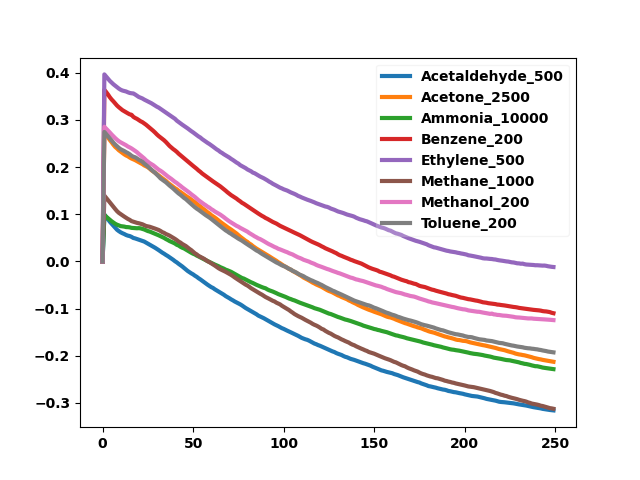 0.4
0.3
0.2
0.1
0.0
−0.1
−0.2
−0.3
0 50 100 150 200 250
Acetaldehyde_500
Acetone_2500
Ammonia_10000
Benzene_200
Ethylene_500
Methane_1000
Methanol_200
Toluene_200